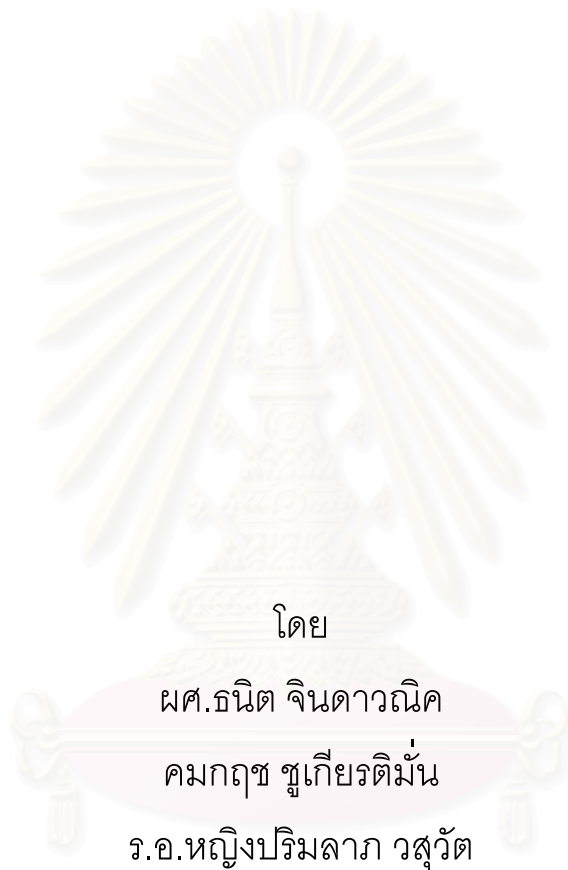 โดย
ผศ.ธนิต จินดาวณิค
คมกฤช ชูเกียรติมั่น
ร.อ.หญิงปริมลาภ วสุวัต